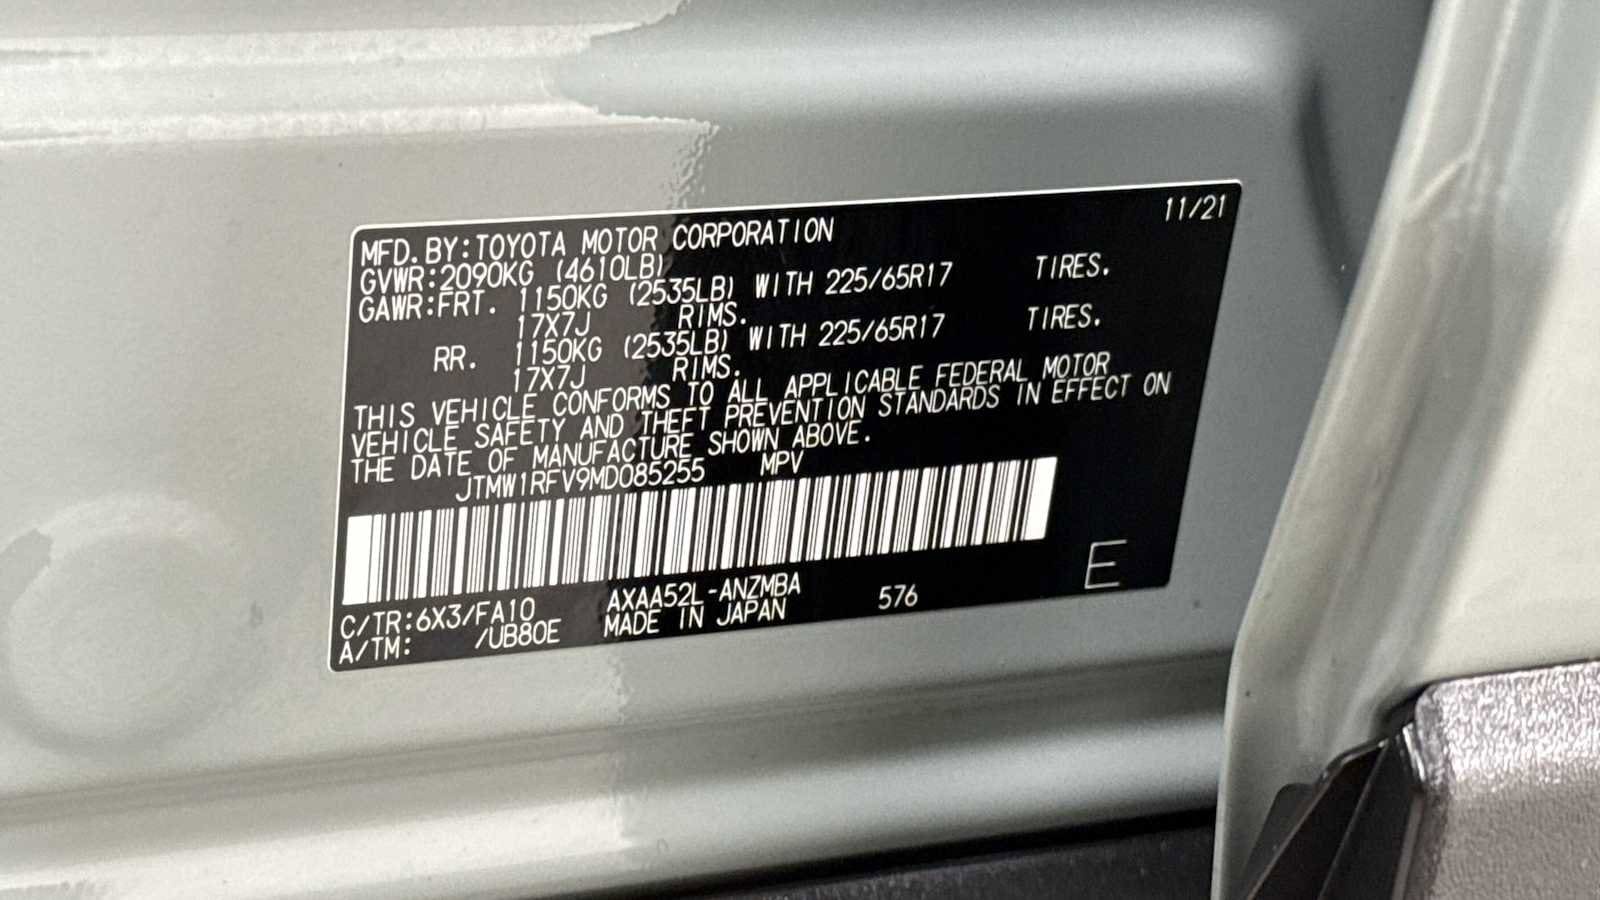 11/21
MFD.BY:TOYOTA MOTOR CORPORATION
GVWR:2090KG (4610LB)
GAWR:FRT. 1150KG (2535LB) WITH 225/65R17 TIRES.
17X7J RIMS.
RR. 1150KG (2535LB) WITH 225/65R17 TIRES.
17X7J RIMS.
THIS VEHICLE CONFORMS TO ALL APPLICABLE FEDERAL MOTOR
VEHICLE SAFETY AND THEFT PREVENTION STANDARDS IN EFFECT ON
THE DATE OF MANUFACTURE SHOWN ABOVE.
JTMW1RFV9MD085255 MPV
C/TR:6X3/FA10 AXAA52L-ANZMBA 576 E
A/TM: /UB80E MADE IN JAPAN